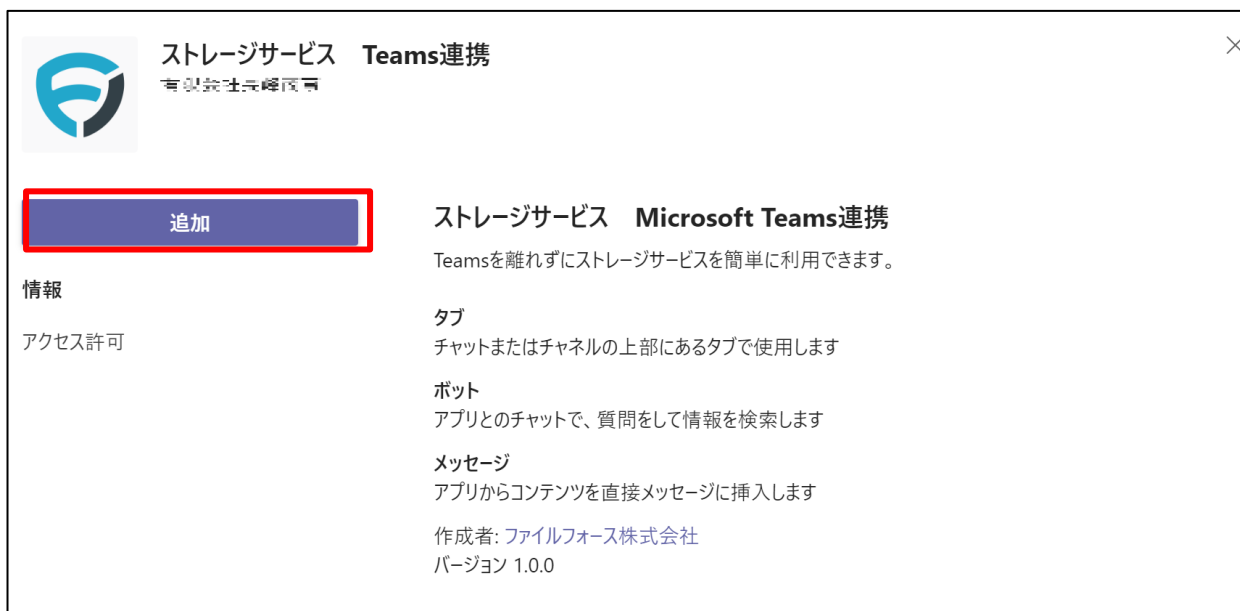 ストレージサービス　Teams連携
追加
情報
アクセス許可
ストレージサービス　Microsoft Teams連携
Teamsを離れずにストレージサービスを簡単に利用できます。
タブ
チャットまたはチャネルの上部にあるタブで使用します
ボット
アプリとのチャットで、質問をして情報を検索します
メッセージ
アプリからコンテンツを直接メッセージに挿入します
作成者: ファイルフォース株式会社
バージョン 1.0.0